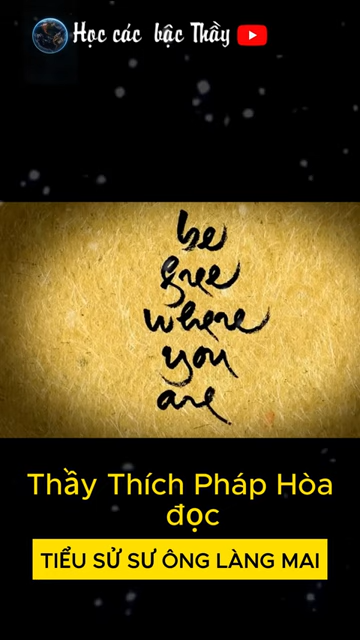 Học các bậc Thầy
be
free
where
you
are
Thầy Thích Pháp Hòa
đọc
TIỂU SỬ SƯ ÔNG LÀNG MAI